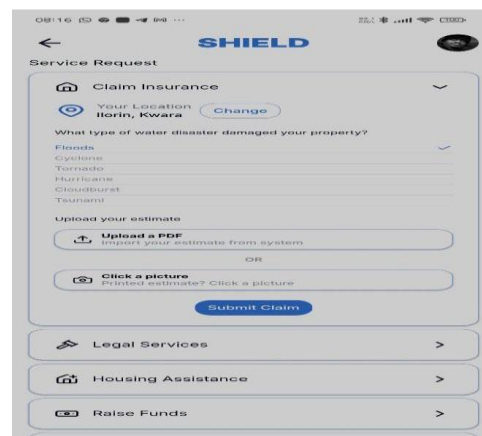 08:16
SHIELD
Service Request
Claim Insurance
Your Location
Ilorin, Kwara
Change
What type of water disaster damaged your property?
Floods
Cyclone
Tornado
Hurricane
Cloudburst
Tsunami
Upload your estimate
Upload a PDF
Import your estimate from system
OR
Click a picture
Printed estimate? Click a picture
Submit Claim
Legal Services
Housing Assistance
Raise Funds